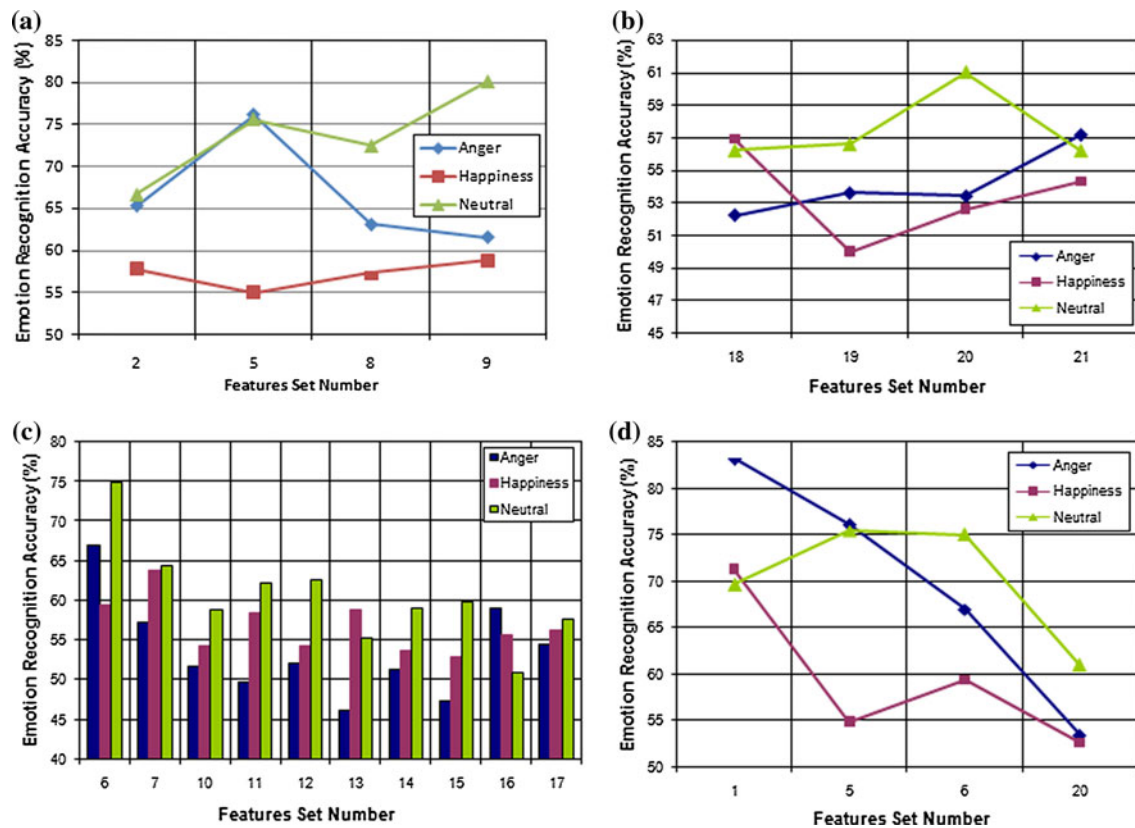 (a)
Emotion Recognition Accuracy (%)
85
80
75
70
65
60
55
50
Anger
Happiness
Neutral
2 5 8 9
Features Set Number
(b)
Emotion Recognition Accuracy (%)
63
61
59
57
55
53
51
49
47
45
Anger
Happiness
Neutral
18 19 20 21
Features Set Number
(c)
Emotion Recognition Accuracy (%)
80
75
70
65
60
55
50
45
40
Anger
Happiness
Neutral
6 7 10 11 12 13 14 15 16 17
Features Set Number
(d)
Emotion Recognition Accuracy (%)
85
80
75
70
65
60
55
50
Anger
Happiness
Neutral
1 5 6 20
Features Set Number